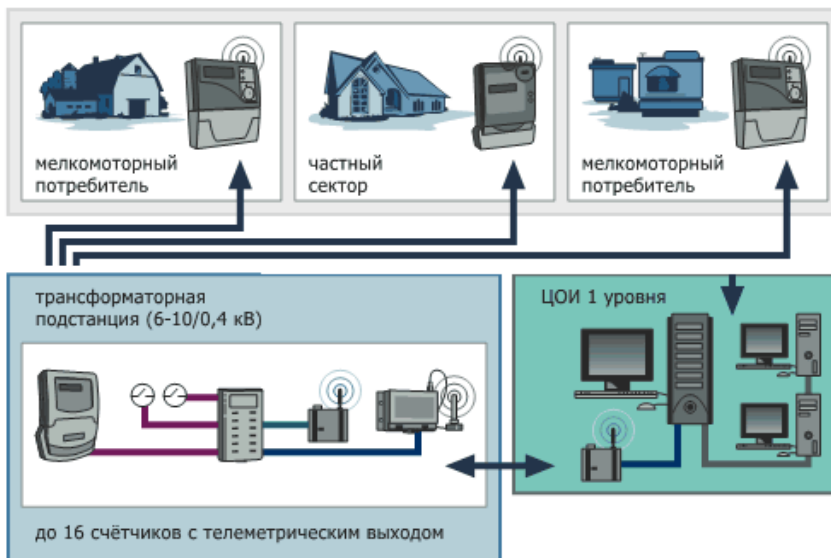 мелкомоторный
потребитель
частный
сектор
мелкомоторный
потребитель
трансформаторная
подстанция (6-10/0,4 кВ)
ЦОИ 1 уровня
до 16 счётчиков с телеметрическим выходом